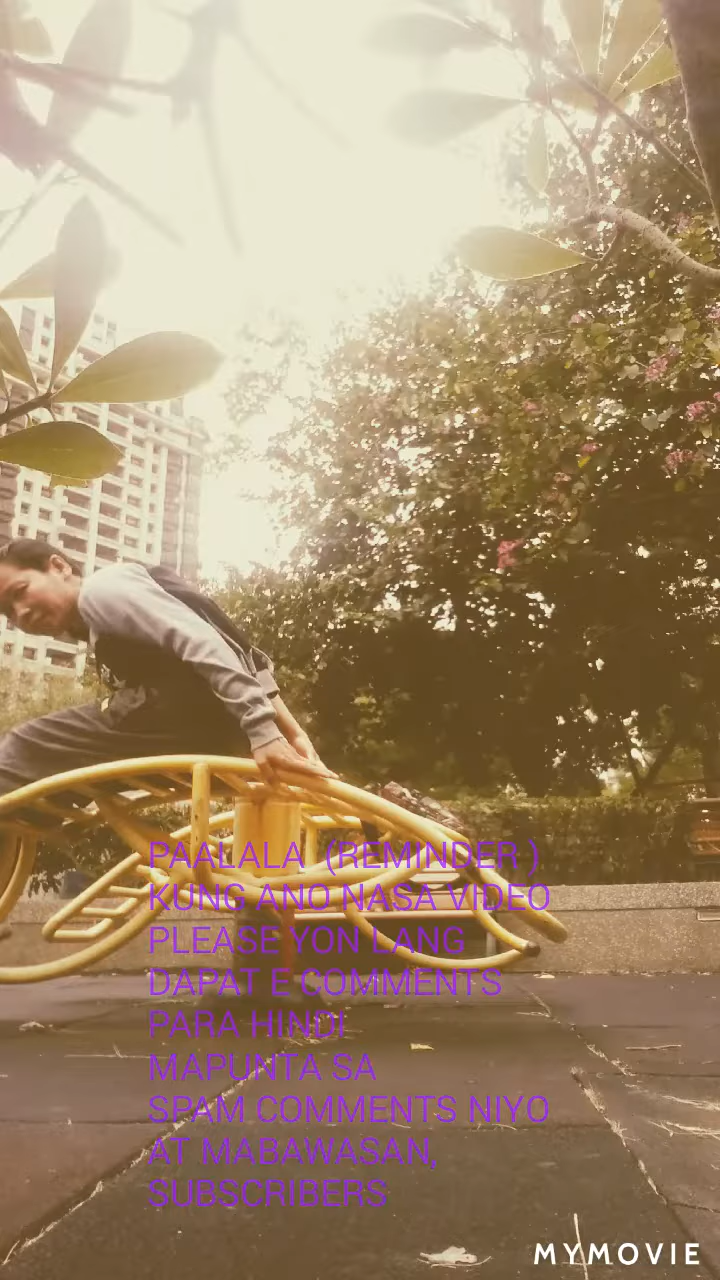 PAALALA (REMINDER )
KUNG ANO NASA VIDEO
PLEASE YON LANG
DAPAT E COMMENTS
PARA HINDI
MAPUNTA SA
SPAM COMMENTS NIYO
AT MABAWASAN,
SUBSCRIBERS
MYMOVIE